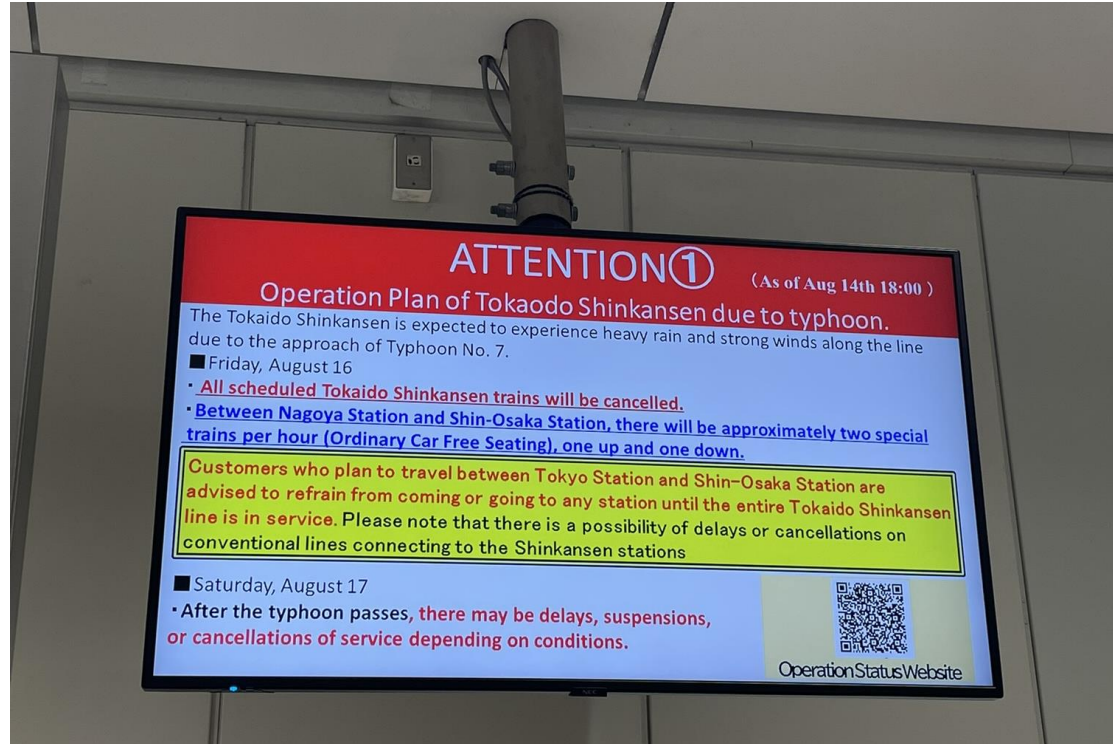 ATTENTION①
（As of Aug 14th 18:00 ）
Operation Plan of Tokaodo Shinkansen due to typhoon.
The Tokaido Shinkansen is expected to experience heavy rain and strong winds along the line
due to the approach of Typhoon No. 7.
■Friday, August 16
・All scheduled Tokaido Shinkansen trains will be cancelled.
・Between Nagoya Station and Shin-Osaka Station, there will be approximately two special
trains per hour (Ordinary Car Free Seating), one up and one down.
Customers who plan to travel between Tokyo Station and Shin-Osaka Station are
advised to refrain from coming or going to any station until the entire Tokaido Shinkansen
line is in service. Please note that there is a possibility of delays or cancellations on
conventional lines connecting to the Shinkansen stations
■Saturday, August 17
・After the typhoon passes, there may be delays, suspensions,
or cancellations of service depending on conditions.
Operation Status Website
NEC